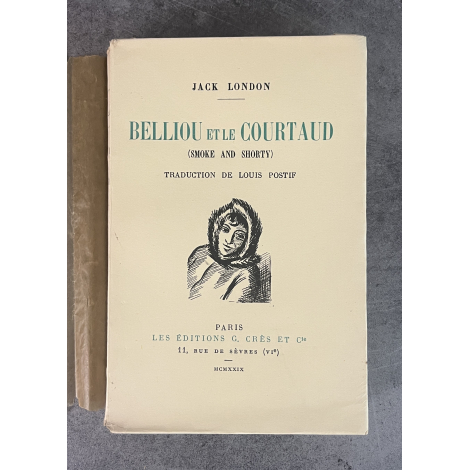 JACK LONDON
BELLIOU ET LE COURTAUD
(SMOKE AND SHORTY)
TRADUCTION DE LOUIS POSTIF
PARIS
LES ÉDITIONS G. CRÈS ET Cie
11, RUE DE SÈVRES (VIe)
MCMXXIX